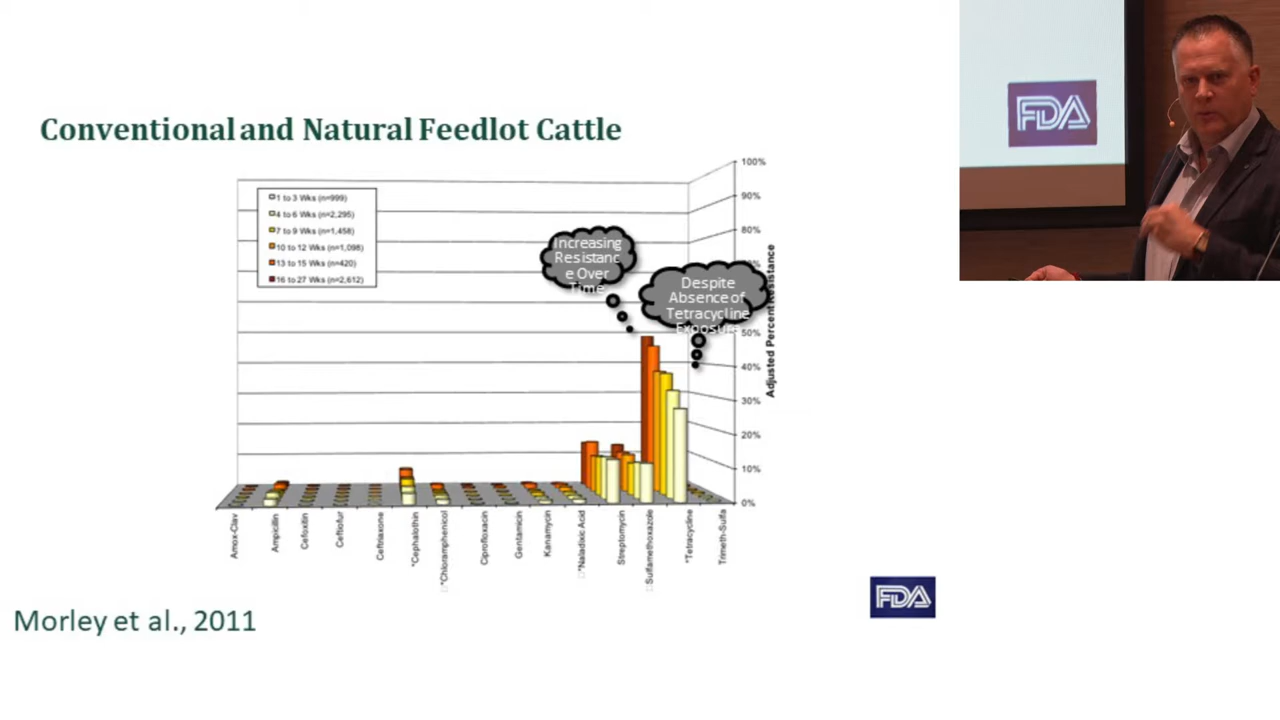 FDA
Conventional and Natural Feedlot Cattle
1 to 3 Wks (n=999)
4 to 6 Wks (n=2,295)
7 to 9 Wks (n=1,458)
10 to 12 Wks (n=1,098)
13 to 15 Wks (n=420)
16 to 27 Wks (n=2,612)
Increasing
Resistanc
e Over
Time
Despite
Absence of
Tetracycline
Exposure
100%
90%
80%
50%
40%
30%
20%
10%
0%
Adjusted Percent Resistance
Amox-Clav
Ampicillin
Cefoxitin
Ceftiofur
Ceftriaxone
*Cephalothin
*Chloramphenicol
Ciprofloxacin
Gentamicin
Kanamycin
*Naladixic Acid
Streptomycin
Sulfamethoxazole
*Tetracycline
Trimeth-Sulfa
FDA
Morley et al., 2011